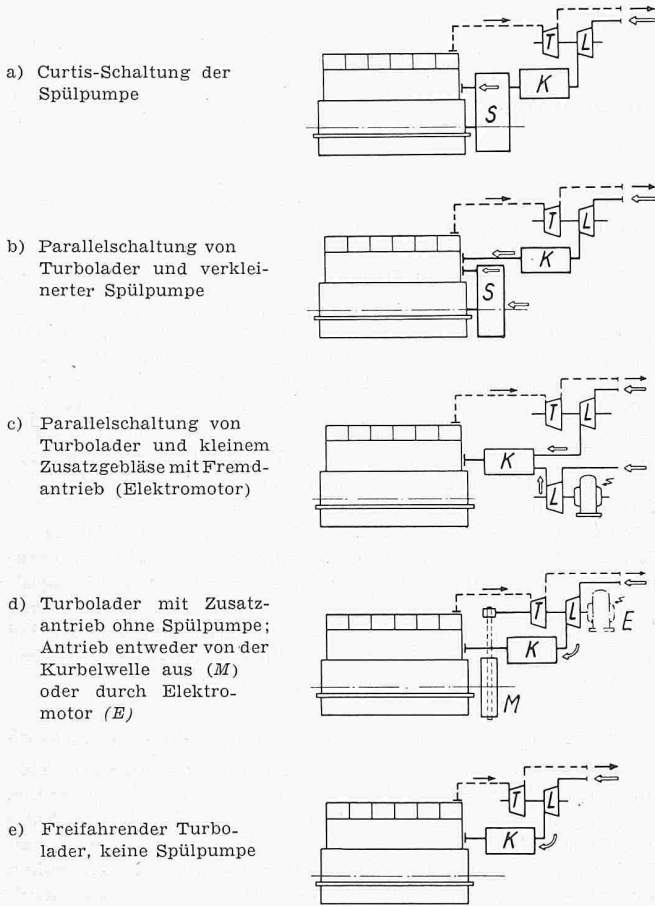 T L
a) Curtis-Schaltung der
Spülpumpe
K
S
T L
b) Parallelschaltung von
Turbolader und verklei-
nerter Spülpumpe
K
S
T L
c) Parallelschaltung von
Turbolader und kleinem
Zusatzgebläse mit Fremd-
antrieb (Elektromotor)
K
L
d) Turbolader mit Zusatz-
antrieb ohne Spülpumpe;
Antrieb entweder von der
Kurbelwelle aus (M)
oder durch Elektro-
motor (E)
T L E
K
M
T L
e) Freifahrender Turbo-
lader, keine Spülpumpe
K